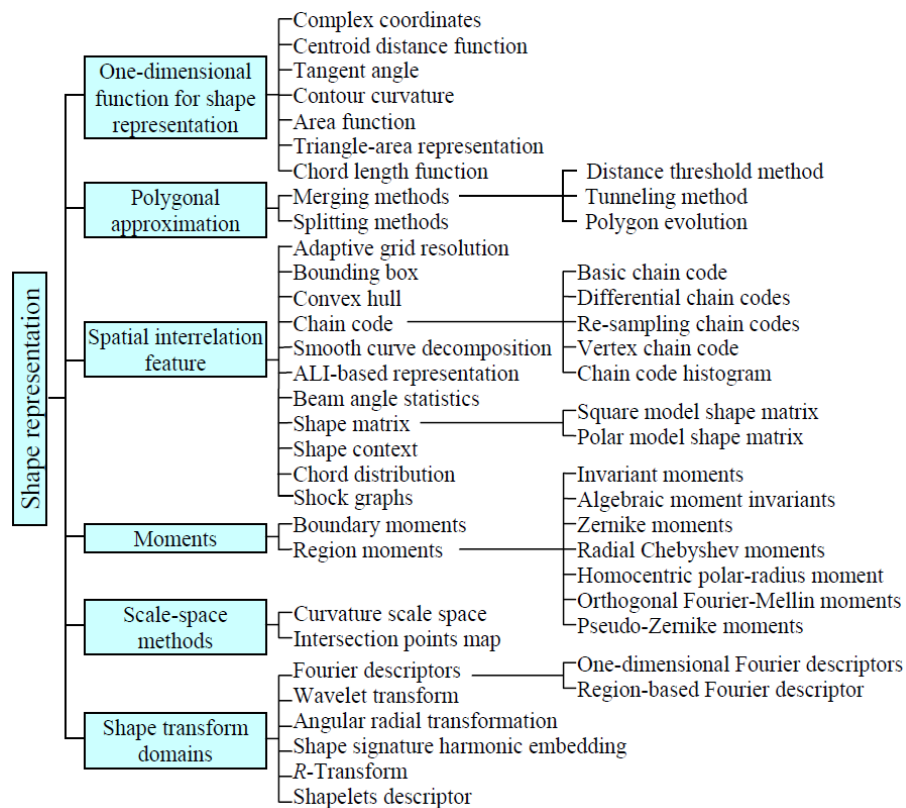 Shape representation
One-dimensional
function for shape
representation
Complex coordinates
Centroid distance function
Tangent angle
Contour curvature
Area function
Triangle-area representation
Chord length function
Polygonal
approximation
Merging methods
Splitting methods
Distance threshold method
Tunneling method
Polygon evolution
Spatial interrelation
feature
Adaptive grid resolution
Bounding box
Convex hull
Chain code
Smooth curve decomposition
ALI-based representation
Beam angle statistics
Shape matrix
Shape context
Chord distribution
Shock graphs
Basic chain code
Differential chain codes
Re-sampling chain codes
Vertex chain code
Chain code histogram
Square model shape matrix
Polar model shape matrix
Moments
Boundary moments
Region moments
Invariant moments
Algebraic moment invariants
Zernike moments
Radial Chebyshev moments
Homocentric polar-radius moment
Orthogonal Fourier-Mellin moments
Pseudo-Zernike moments
Scale-space
methods
Curvature scale space
Intersection points map
Shape transform
domains
Fourier descriptors
Wavelet transform
Angular radial transformation
Shape signature harmonic embedding
R-Transform
Shapelets descriptor
One-dimensional Fourier descriptors
Region-based Fourier descriptor